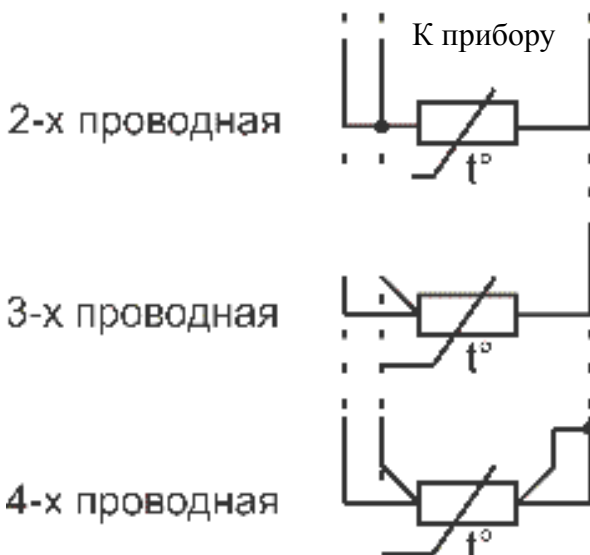 К прибору
2-х проводная
t°
3-х проводная
t°
4-х проводная
t°